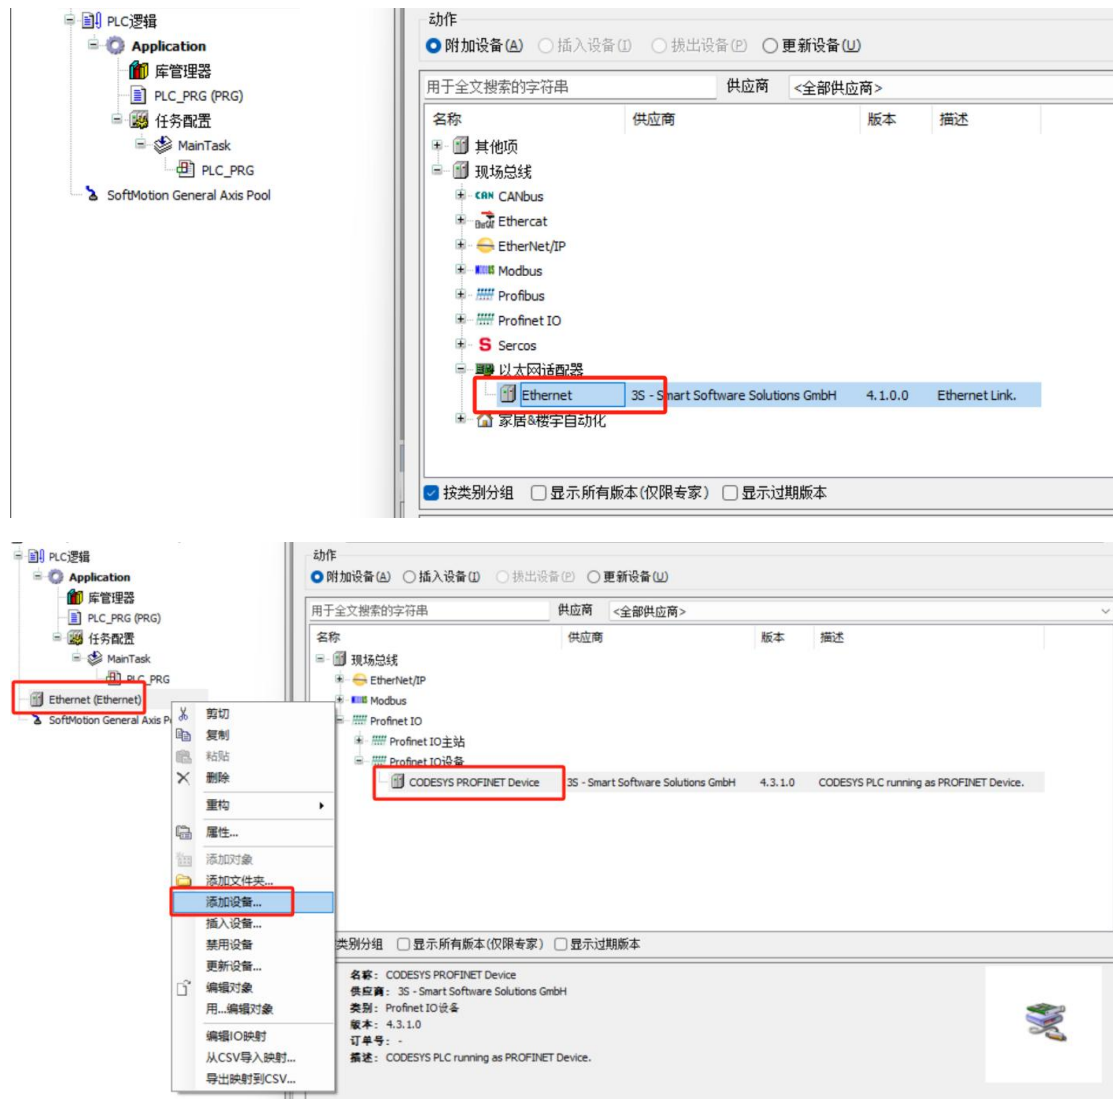 PLC逻辑
Application
库管理器
PLC_PRG (PRG)
任务配置
MainTask
PLC_PRG
SoftMotion General Axis Pool
动作
附加设备(A) 插入设备(I) 拔出设备(P) 更新设备(U)
用于全文搜索的字符串 供应商 <全部供应商>
名称 供应商 版本 描述
其他项
现场总线
CAN CANbus
Ethercat
EtherNet/IP
Modbus
Profibus
Profinet IO
S Sercos
以太网适配器
Ethernet 3S - Smart Software Solutions GmbH 4.1.0.0 Ethernet Link.
家居&楼宇自动化
按类别分组 显示所有版本(仅限专家) 显示过期版本
PLC逻辑
Application
库管理器
PLC_PRG (PRG)
任务配置
MainTask
PLC_PRG
Ethernet (Ethernet)
SoftMotion General Axis P
剪切
复制
粘贴
删除
重构
属性...
添加对象
添加文件夹...
添加设备...
插入设备...
禁用设备
更新设备...
编辑对象
用...编辑对象
编辑IO映射
从CSV导入映射...
导出映射到CSV...
动作
附加设备(A) 插入设备(I) 拔出设备(P) 更新设备(U)
用于全文搜索的字符串 供应商 <全部供应商>
名称 供应商 版本 描述
现场总线
EtherNet/IP
Modbus
Profinet IO
Profinet IO主站
Profinet IO设备
CODESYS PROFINET Device 3S - Smart Software Solutions GmbH 4.3.1.0 CODESYS PLC running as PROFINET Device.
类别分组 显示所有版本(仅限专家) 显示过期版本
名称: CODESYS PROFINET Device
供应商: 3S - Smart Software Solutions GmbH
类别: Profinet IO设备
版本: 4.3.1.0
订单号: -
描述: CODESYS PLC running as PROFINET Device.